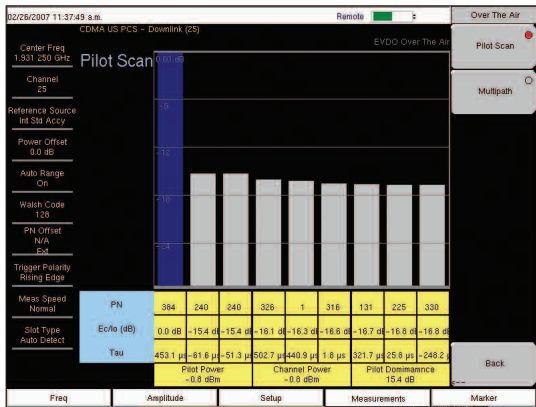 02/26/2007 11:37:49 a.m.
Remote
Over The Air
CDMA US PCS – Downlink (25)
EVDO Over The Air
Pilot Scan
0.01 dB
Center Freq
1.931 250 GHz
Channel
25
Reference Source
Int Std Accy
Power Offset
0.0 dB
Auto Range
On
Walsh Code
128
PN Offset
N/A
Ext
Trigger Polarity
Rising Edge
Meas Speed
Normal
Slot Type
Auto Detect
-12
Pilot Scan
Multipath
Back
PN 384 240 240 326 1 316 131 225 330
Ec/Io (dB) 0.0 dB -15.4 dB -15.4 dB -16.1 dB -16.3 dB -16.6 dB -16.7 dB -16.8 dB -16.8 dB
Tau 453.1 µs -61.6 µs -51.3 µs 502.7 µs 440.9 µs 1.8 µs 321.7 µs 25.8 µs -248.2 µ
Pilot Power
-0.8 dBm
Channel Power
-0.8 dBm
Pilot Domimamnce
15.4 dB
<---
Freq Amplitude Setup Measurements Marker